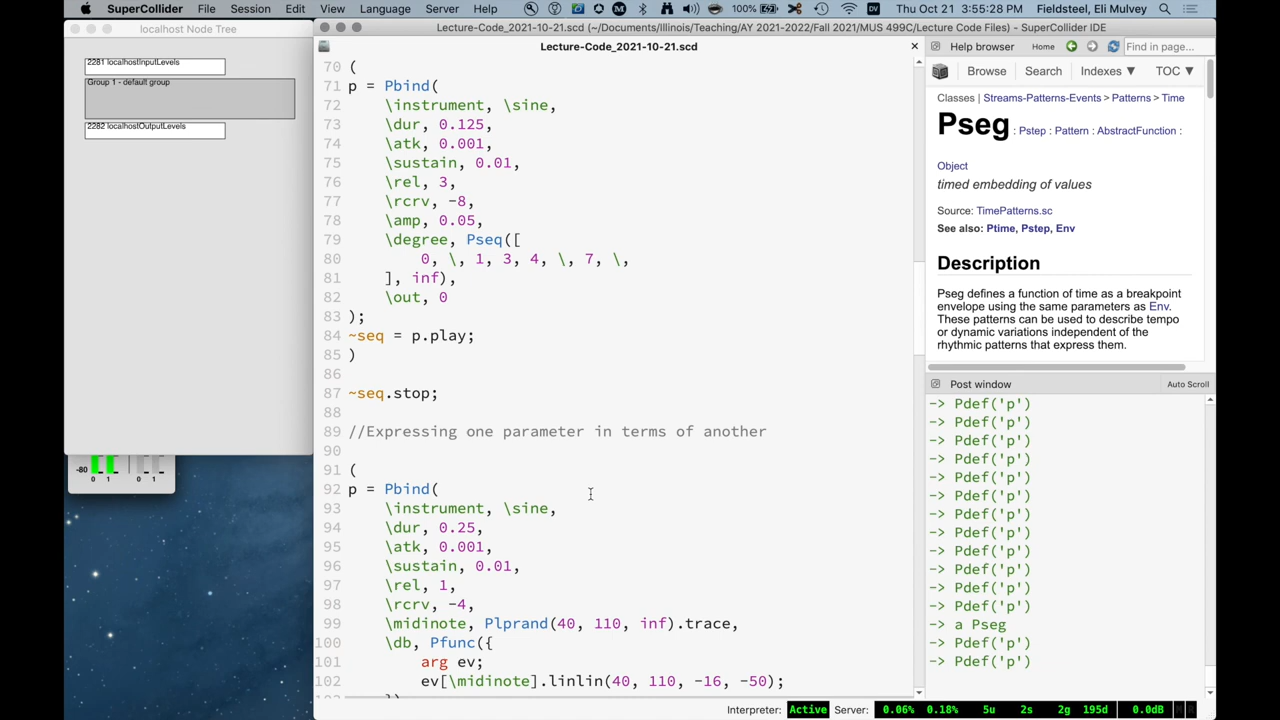 SuperCollider File Session Edit View Language Server Help 100% Thu Oct 21 3:55:28 PM Fieldsteel, Eli Mulvey
localhost Node Tree
2281 localhostInputLevels
Group 1 - default group
2282 localhostOutputLevels
-80
0 1 0 1
Lecture-Code_2021-10-21.scd (~/Documents/Illinois/Teaching/AY 2021-2022/Fall 2021/MUS 499C/Lecture Code Files) - SuperCollider IDE
Lecture-Code_2021-10-21.scd
70 (
71 p = Pbind(
72 \instrument, \sine,
73 \dur, 0.125,
74 \atk, 0.001,
75 \sustain, 0.01,
76 \rel, 3,
77 \rcrv, -8,
78 \amp, 0.05,
79 \degree, Pseq([
80 0, \, 1, 3, 4, \, 7, \,
81 ], inf),
82 \out, 0
83 );
84 ~seq = p.play;
85 )
86
87 ~seq.stop;
88
89 //Expressing one parameter in terms of another
90
91 (
92 p = Pbind(
93 \instrument, \sine,
94 \dur, 0.25,
95 \atk, 0.001,
96 \sustain, 0.01,
97 \rel, 1,
98 \rcrv, -4,
99 \midinote, Plprand(40, 110, inf).trace,
100 \db, Pfunc({
101 arg ev;
102 ev[\midinote].linlin(40, 110, -16, -50);
Help browser Home Find in page...
Browse Search Indexes ▼ TOC ▼
Classes | Streams-Patterns-Events > Patterns > Time
Pseg : Pstep : Pattern : AbstractFunction :
Object
timed embedding of values
Source: TimePatterns.sc
See also: Ptime, Pstep, Env
Description
Pseg defines a function of time as a breakpoint
envelope using the same parameters as Env.
These patterns can be used to describe tempo
or dynamic variations independent of the
rhythmic patterns that express them.
Post window Auto Scroll
-> Pdef('p')
-> Pdef('p')
-> Pdef('p')
-> Pdef('p')
-> Pdef('p')
-> Pdef('p')
-> Pdef('p')
-> Pdef('p')
-> Pdef('p')
-> Pdef('p')
-> Pdef('p')
-> Pdef('p')
-> a Pseg
-> Pdef('p')
-> Pdef('p')
Interpreter: Active Server: 0.06% 0.18% 5u 2s 2g 195d 0.0dB M R